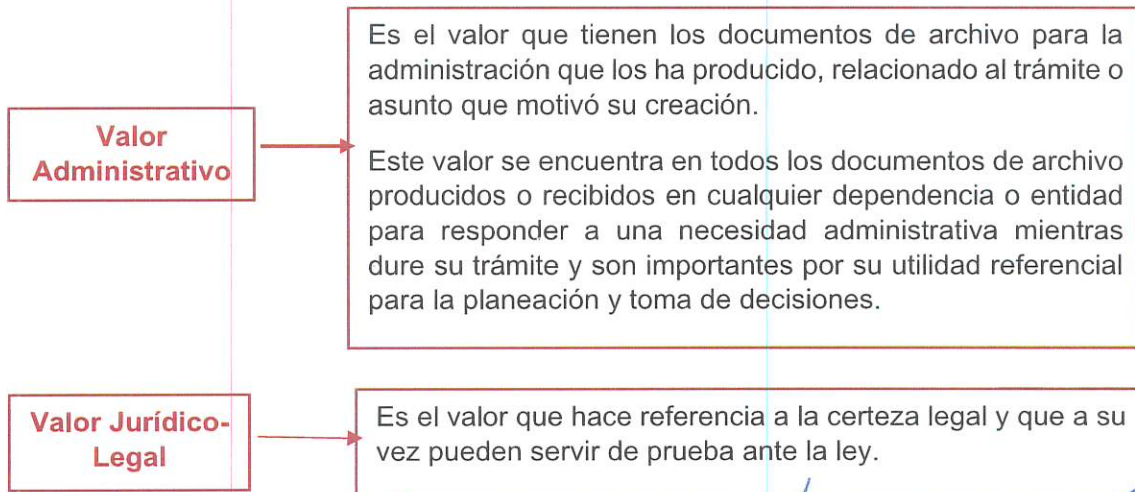 Es el valor que tienen los documentos de archivo para la
administración que los ha producido, relacionado al trámite o
asunto que motivó su creación.
Valor
Administrativo
Este valor se encuentra en todos los documentos de archivo
producidos o recibidos en cualquier dependencia o entidad
para responder a una necesidad administrativa mientras
dure su trámite y son importantes por su utilidad referencial
para la planeación y toma de decisiones.
Valor Jurídico-
Legal
Es el valor que hace referencia a la certeza legal y que a su
vez pueden servir de prueba ante la ley.